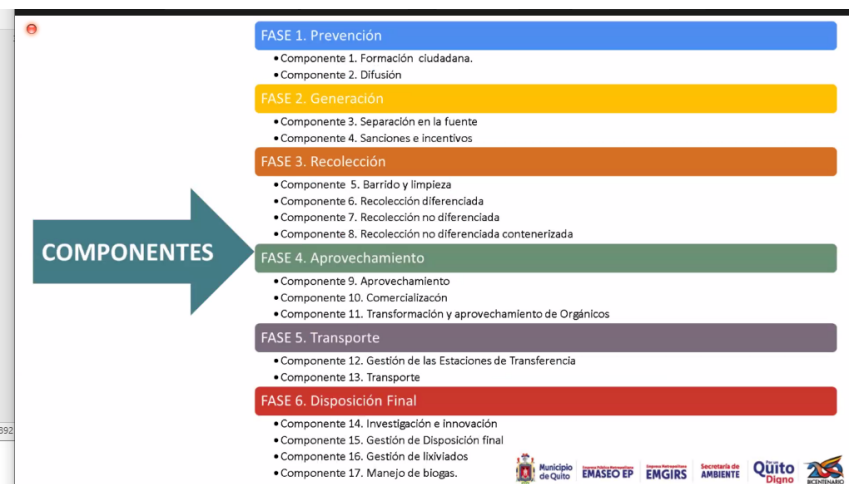 FASE 1. Prevención
• Componente 1. Formación ciudadana.
• Componente 2. Difusión
FASE 2. Generación
• Componente 3. Separación en la fuente
• Componente 4. Sanciones e incentivos
FASE 3. Recolección
• Componente 5. Barrido y limpieza
• Componente 6. Recolección diferenciada
• Componente 7. Recolección no diferenciada
• Componente 8. Recolección no diferenciada contenerizada
COMPONENTES
FASE 4. Aprovechamiento
• Componente 9. Aprovechamiento
• Componente 10. Comercializacón
• Componente 11. Transformación y aprovechamiento de Orgánicos
FASE 5. Transporte
• Componente 12. Gestión de las Estaciones de Transferencia
• Componente 13. Transporte
FASE 6. Disposición Final
• Componente 14. Investigación e innovación
• Componente 15. Gestión de Disposición final
• Componente 16. Gestión de lixiviados
• Componente 17. Manejo de biogas.
392
Municipio de Quito
EMASEO EP
EMGIRS
Secretaría de AMBIENTE
Quito Digno
BICENTENARIO